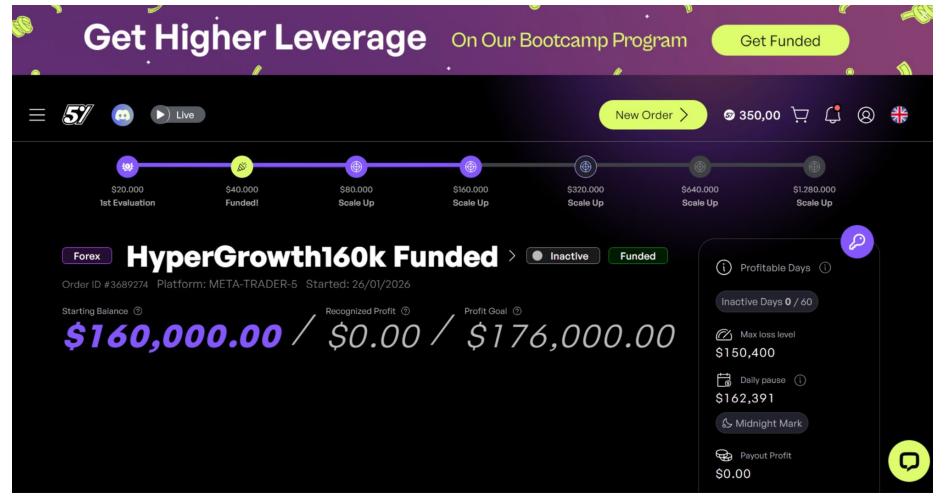 Get Higher Leverage On Our Bootcamp Program Get Funded
5%
Live
New Order
350,00
$20.000 $40.000 $80.000 $160.000 $320.000 $640.000 $1.280.000
1st Evaluation Funded! Scale Up Scale Up Scale Up Scale Up Scale Up
Forex HyperGrowth160k Funded Inactive Funded
Order ID #3689274 Platform: META-TRADER-5 Started: 26/01/2026
Starting Balance Recognized Profit Profit Goal
$160,000.00 / $0.00 / $176,000.00
Profitable Days
Inactive Days 0 / 60
Max loss level
$150,400
Daily pause
$162,391
Midnight Mark
Payout Profit
$0.00